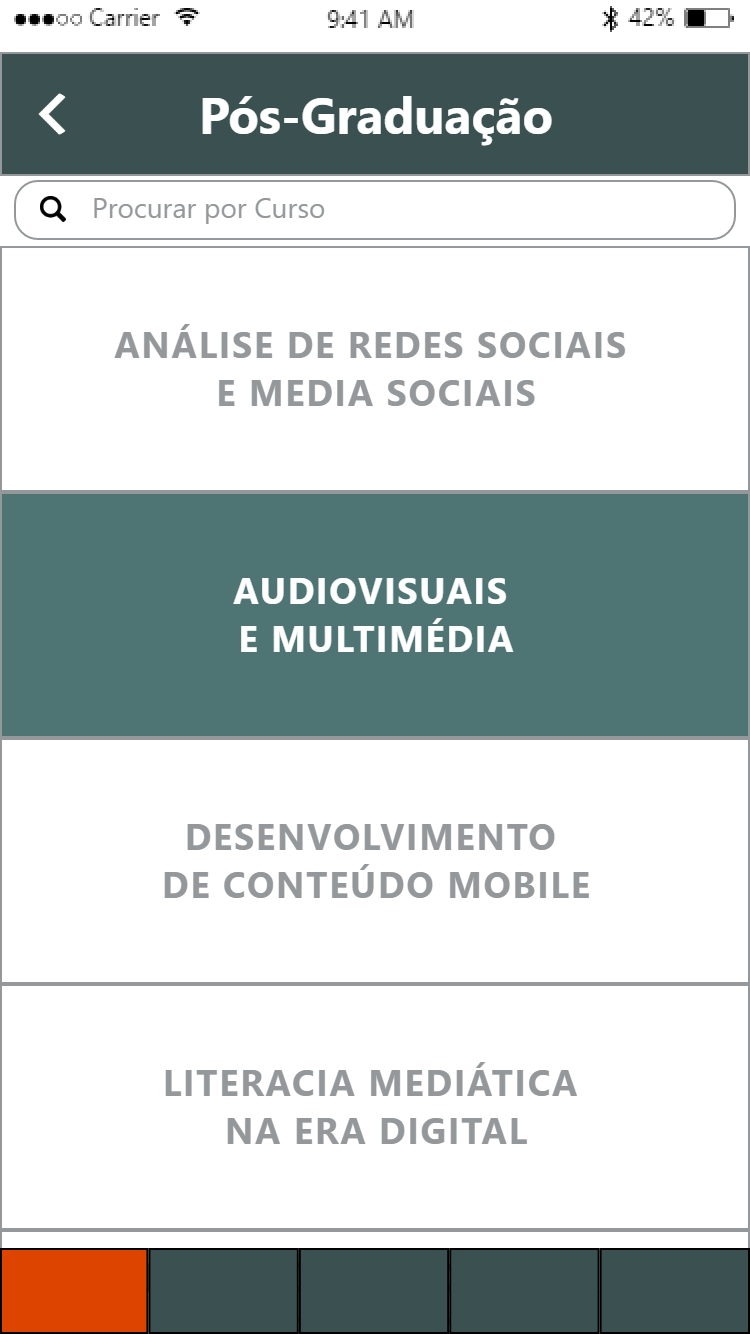 Carrier 9:41 AM 42%
Pós-Graduação
Procurar por Curso
ANÁLISE DE REDES SOCIAIS
E MEDIA SOCIAIS
AUDIOVISUAIS
E MULTIMÉDIA
DESENVOLVIMENTO
DE CONTEÚDO MOBILE
LITERACIA MEDIÁTICA
NA ERA DIGITAL